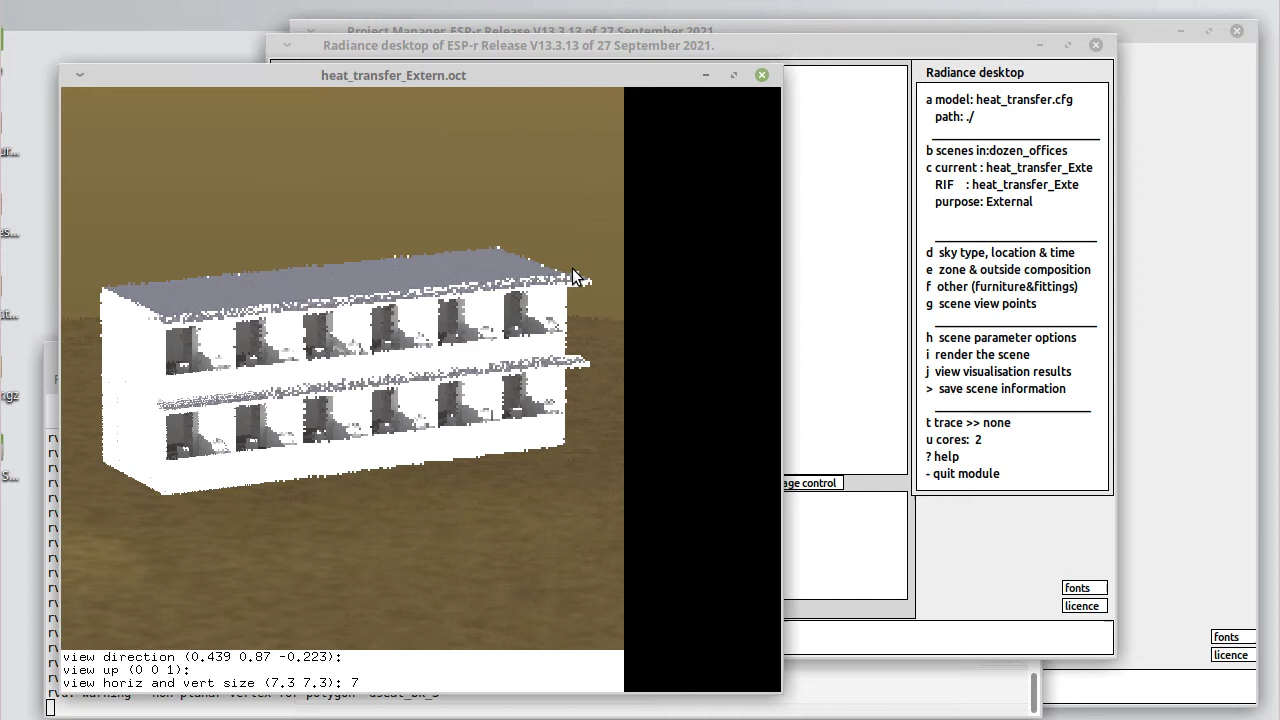 Project Manager ESP-r Release V13.3.13 of 27 September 2021.
Radiance desktop of ESP-r Release V13.3.13 of 27 September 2021.
heat_transfer_Extern.oct
Radiance desktop
a model: heat_transfer.cfg
path: ./
b scenes in:dozen_offices
c current : heat_transfer_Exte
RIF : heat_transfer_Exte
purpose: External
d sky type, location & time
e zone & outside composition
f other (furniture&fittings)
g scene view points
h scene parameter options
i render the scene
j view visualisation results
> save scene information
t trace >> none
u cores: 2
? help
- quit module
age control
fonts
licence
fonts
licence
view direction (0.439 0.87 -0.223):
view up (0 0 1):
view horiz and vert size (7.3 7.3): 7